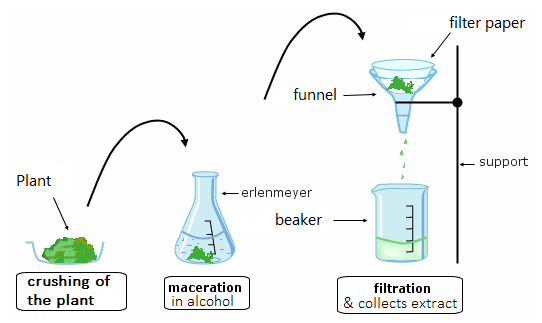 filter paper
funnel
support
Plant
erlenmeyer
beaker
crushing of
the plant
maceration
in alcohol
filtration
& collects extract